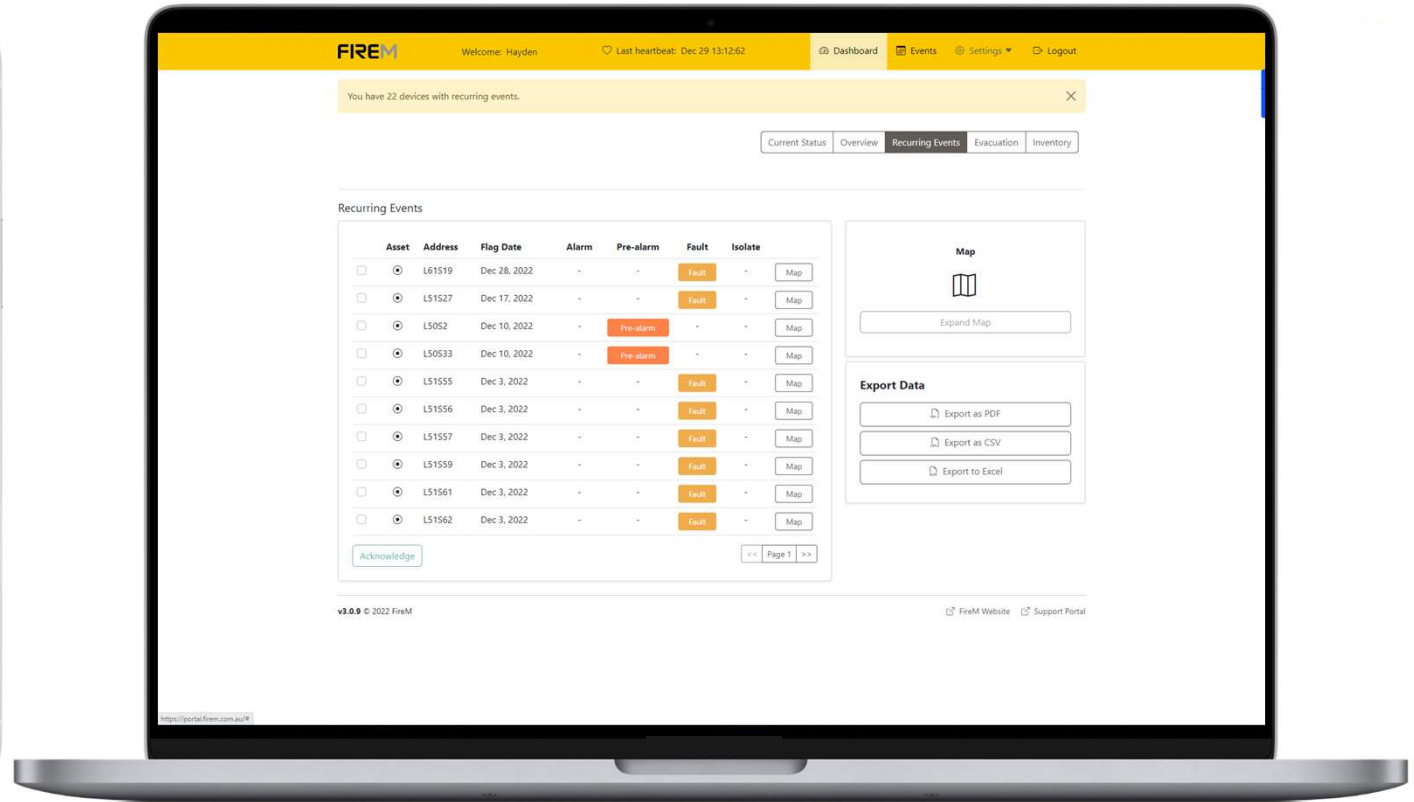 FIREM Welcome: Hayden Last heartbeat: Dec 29 13:12:62 Dashboard Events Settings Logout
You have 22 devices with recurring events.
Current Status Overview Recurring Events Evacuation Inventory
Recurring Events
Asset Address Flag Date Alarm Pre-alarm Fault Isolate
L61S19 Dec 28, 2022 - - Fault - Map
L51S27 Dec 17, 2022 - - Fault - Map
L50S2 Dec 10, 2022 - Pre-alarm - - Map
L50S33 Dec 10, 2022 - Pre-alarm - - Map
L51S55 Dec 3, 2022 - - Fault - Map
L51S56 Dec 3, 2022 - - Fault - Map
L51S57 Dec 3, 2022 - - Fault - Map
L51S59 Dec 3, 2022 - - Fault - Map
L51S61 Dec 3, 2022 - - Fault - Map
L51S62 Dec 3, 2022 - - Fault - Map
Acknowledge << Page 1 >>
Map
Expand Map
Export Data
Export as PDF
Export as CSV
Export to Excel
v3.0.9 © 2022 FireM FireM Website Support Portal
https://portal.firem.com.au/#